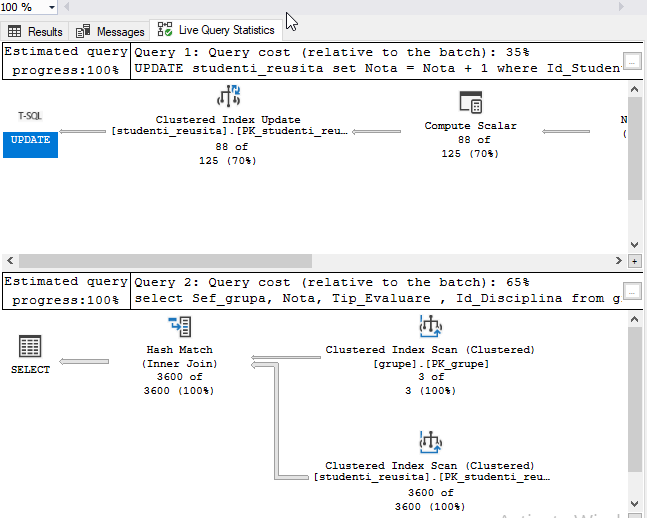 100 %
Results Messages Live Query Statistics
Estimated query Query 1: Query cost (relative to the batch): 35%
progress:100% UPDATE studenti_reusita set Nota = Nota + 1 where Id_Studen
...
T-SQL
UPDATE
Clustered Index Update
[studenti_reusita].[PK_studenti_reu…
88 of
125 (70%)
Compute Scalar
88 of
125 (70%)
N
(
Estimated query Query 2: Query cost (relative to the batch): 65%
progress:100% select Sef_grupa, Nota, Tip_Evaluare , Id_Disciplina from g
...
SELECT
Hash Match
(Inner Join)
3600 of
3600 (100%)
Clustered Index Scan (Clustered)
[grupe].[PK_grupe]
3 of
3 (100%)
Clustered Index Scan (Clustered)
[studenti_reusita].[PK_studenti_reu…
3600 of
3600 (100%)